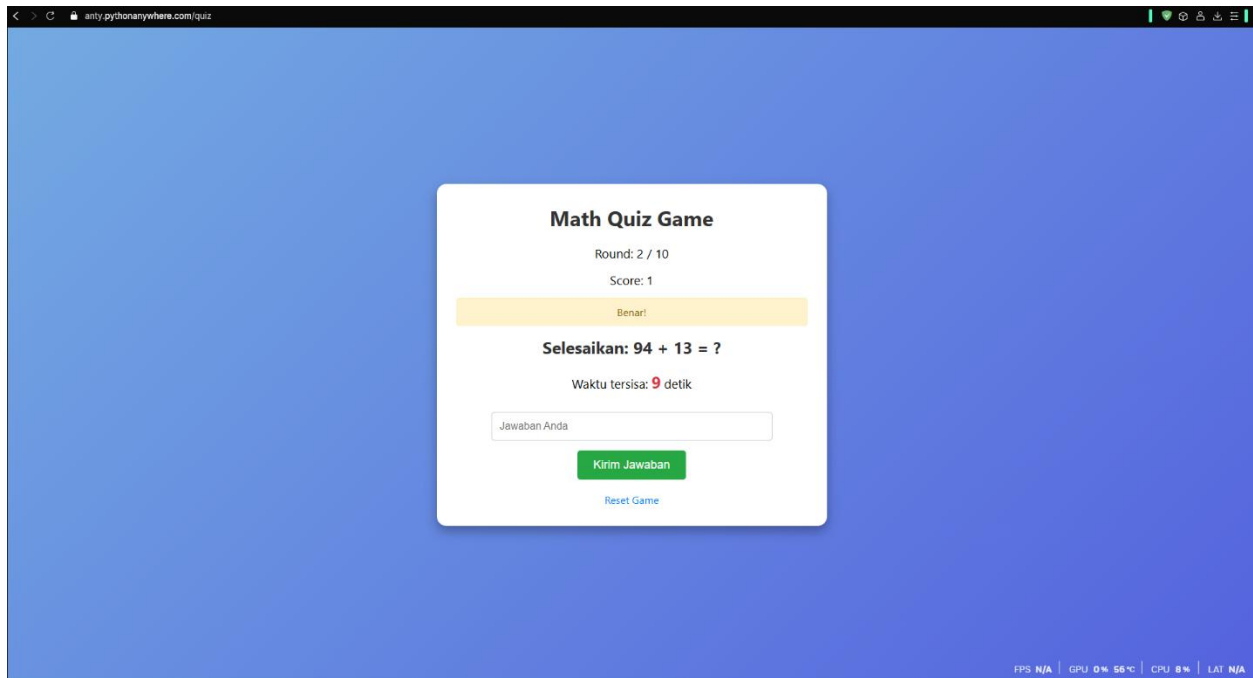 anty.pythonanywhere.com/quiz
Math Quiz Game
Round: 2 / 10
Score: 1
Benar!
Selesaikan: 94 + 13 = ?
Waktu tersisa: 9 detik
Jawaban Anda
Kirim Jawaban
Reset Game
FPS N/A | GPU 0% 56°C | CPU 8% | LAT N/A